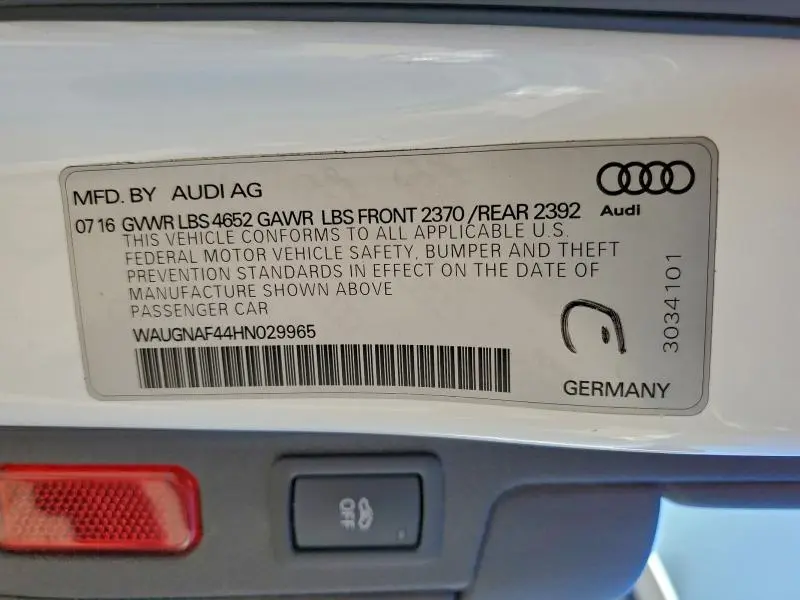 MFD. BY AUDI AG
Audi
07 16 GVWR LBS 4652 GAWR LBS FRONT 2370 / REAR 2392
THIS VEHICLE CONFORMS TO ALL APPLICABLE U.S.
FEDERAL MOTOR VEHICLE SAFETY, BUMPER AND THEFT
PREVENTION STANDARDS IN EFFECT ON THE DATE OF
MANUFACTURE SHOWN ABOVE
PASSENGER CAR
WAUGNAF44HN029965
3034101
GERMANY
OFF